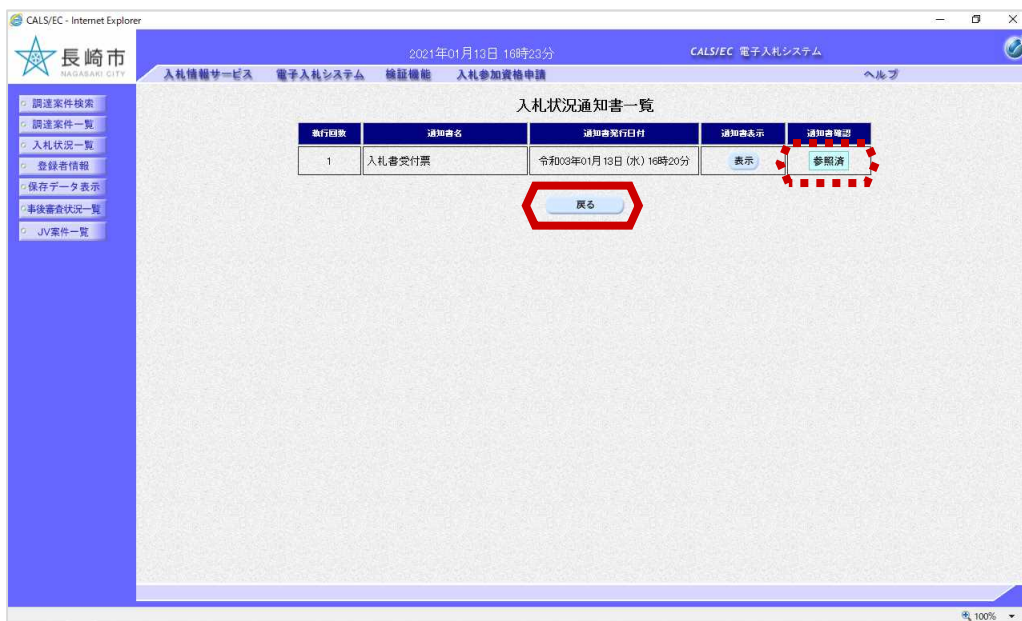 CALS/EC - Internet Explorer
長崎市
NAGASAKI CITY
2021年01月13日 16時23分
CALS/EC 電子入札システム
入札情報サービス 電子入札システム 検証機能 入札参加資格申請 ヘルプ
調達案件検索
調達案件一覧
入札状況一覧
登録者情報
保存データ表示
事後審査状況一覧
JV案件一覧
入札状況通知書一覧
執行回数 通知書名 通知書発行日付 通知書表示 通知書確認
1 入札書受付票 令和03年01月13日 (水) 16時20分 表示 参照済
戻る
100%